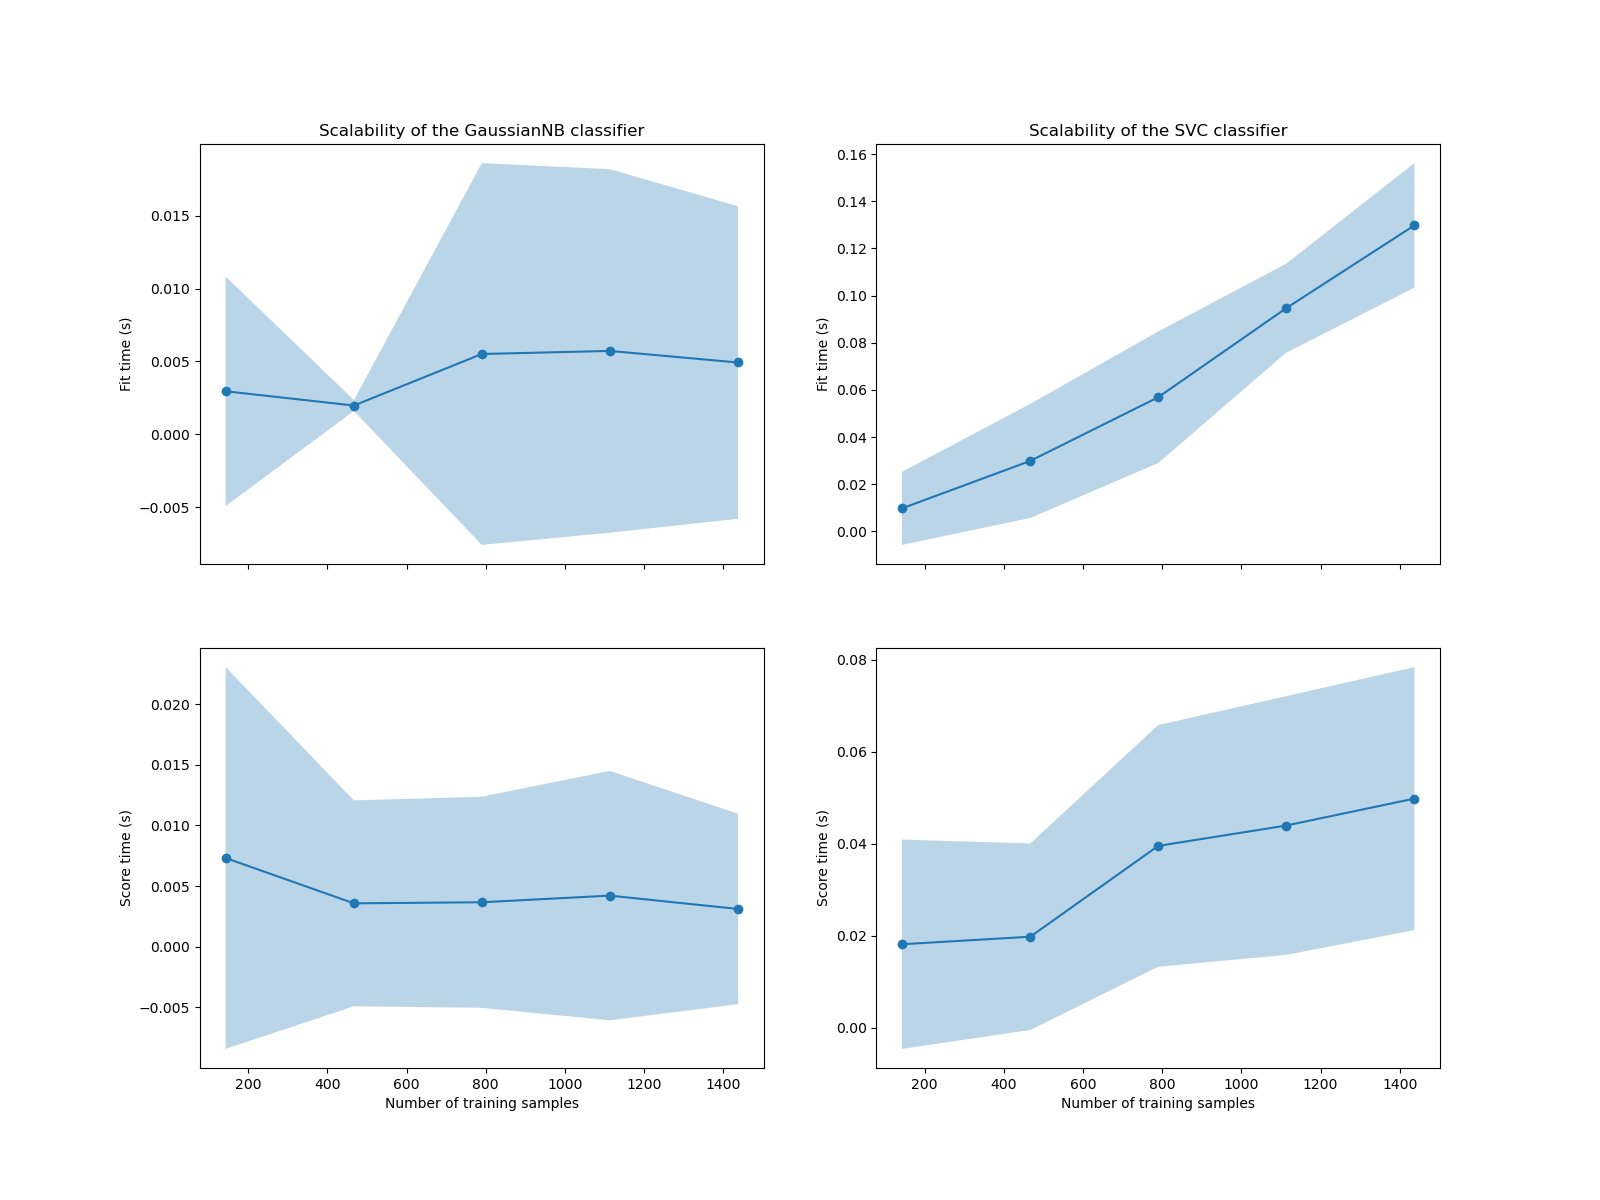 Scalability of the GaussianNB classifier
Fit time (s)
0.015
0.010
0.005
0.000
−0.005
Scalability of the SVC classifier
Fit time (s)
0.16
0.14
0.12
0.10
0.08
0.06
0.04
0.02
0.00
Score time (s)
0.020
0.015
0.010
0.005
0.000
−0.005
200 400 600 800 1000 1200 1400
Number of training samples
Score time (s)
0.08
0.06
0.04
0.02
0.00
200 400 600 800 1000 1200 1400
Number of training samples